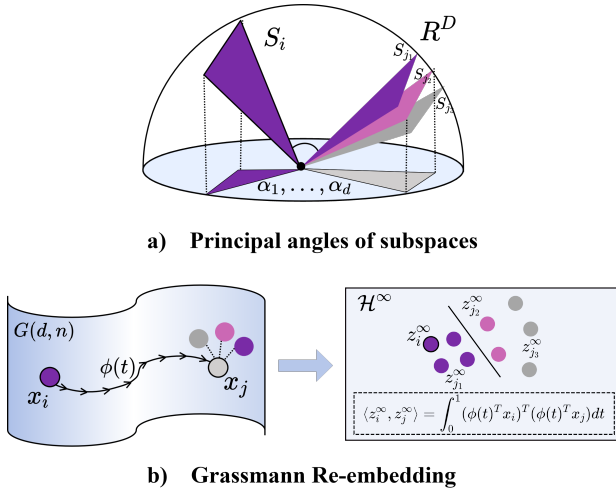 S_i
R^D
S_{j_1}
S_{j_2}
S_{j_3}
α_1, ..., α_d
a) Principal angles of subspaces
G(d, n)
ϕ(t)
x_i
x_j
H^∞
z_i^∞
z_{j_1}^∞
z_{j_2}^∞
z_{j_3}^∞
⟨z_i^∞, z_j^∞⟩ = ∫_0^1 (ϕ(t)^T x_i)^T (ϕ(t)^T x_j)dt
b) Grassmann Re-embedding